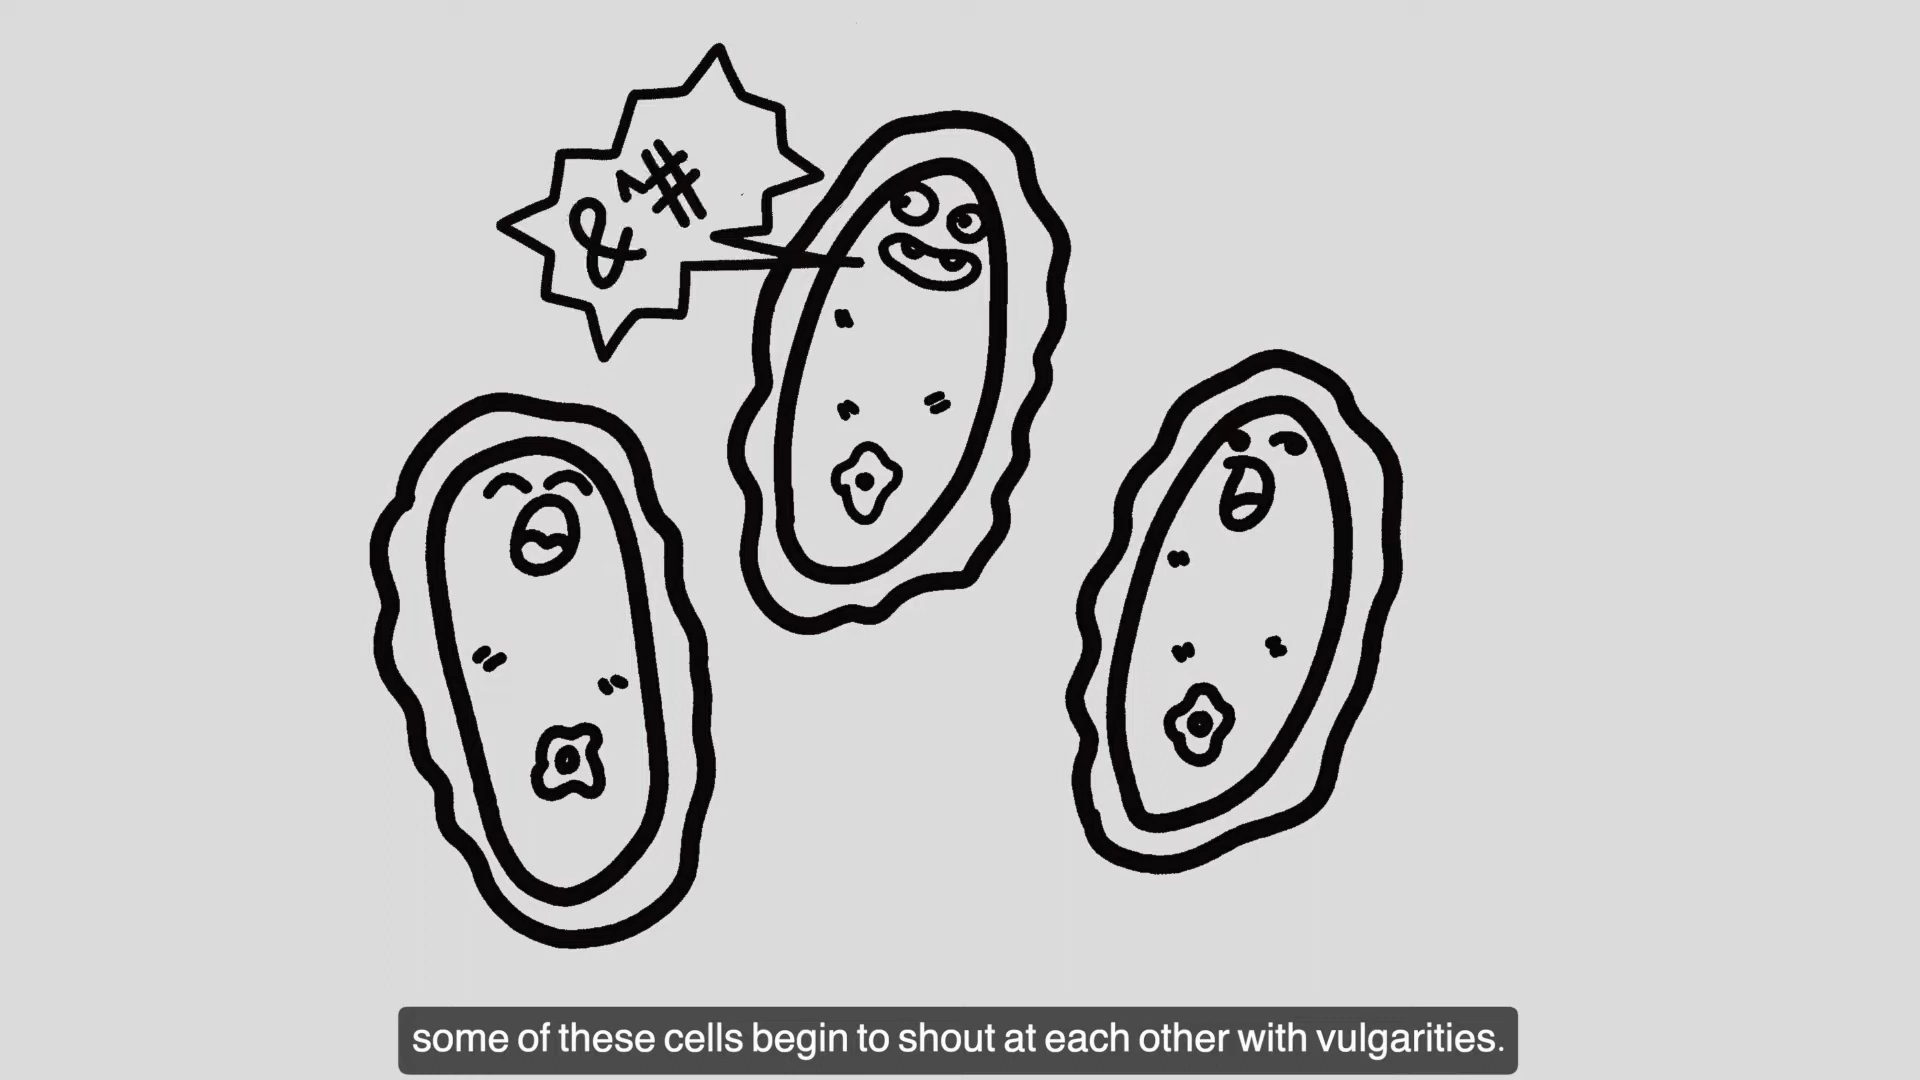 &^#
some of these cells begin to shout at each other with vulgarities.